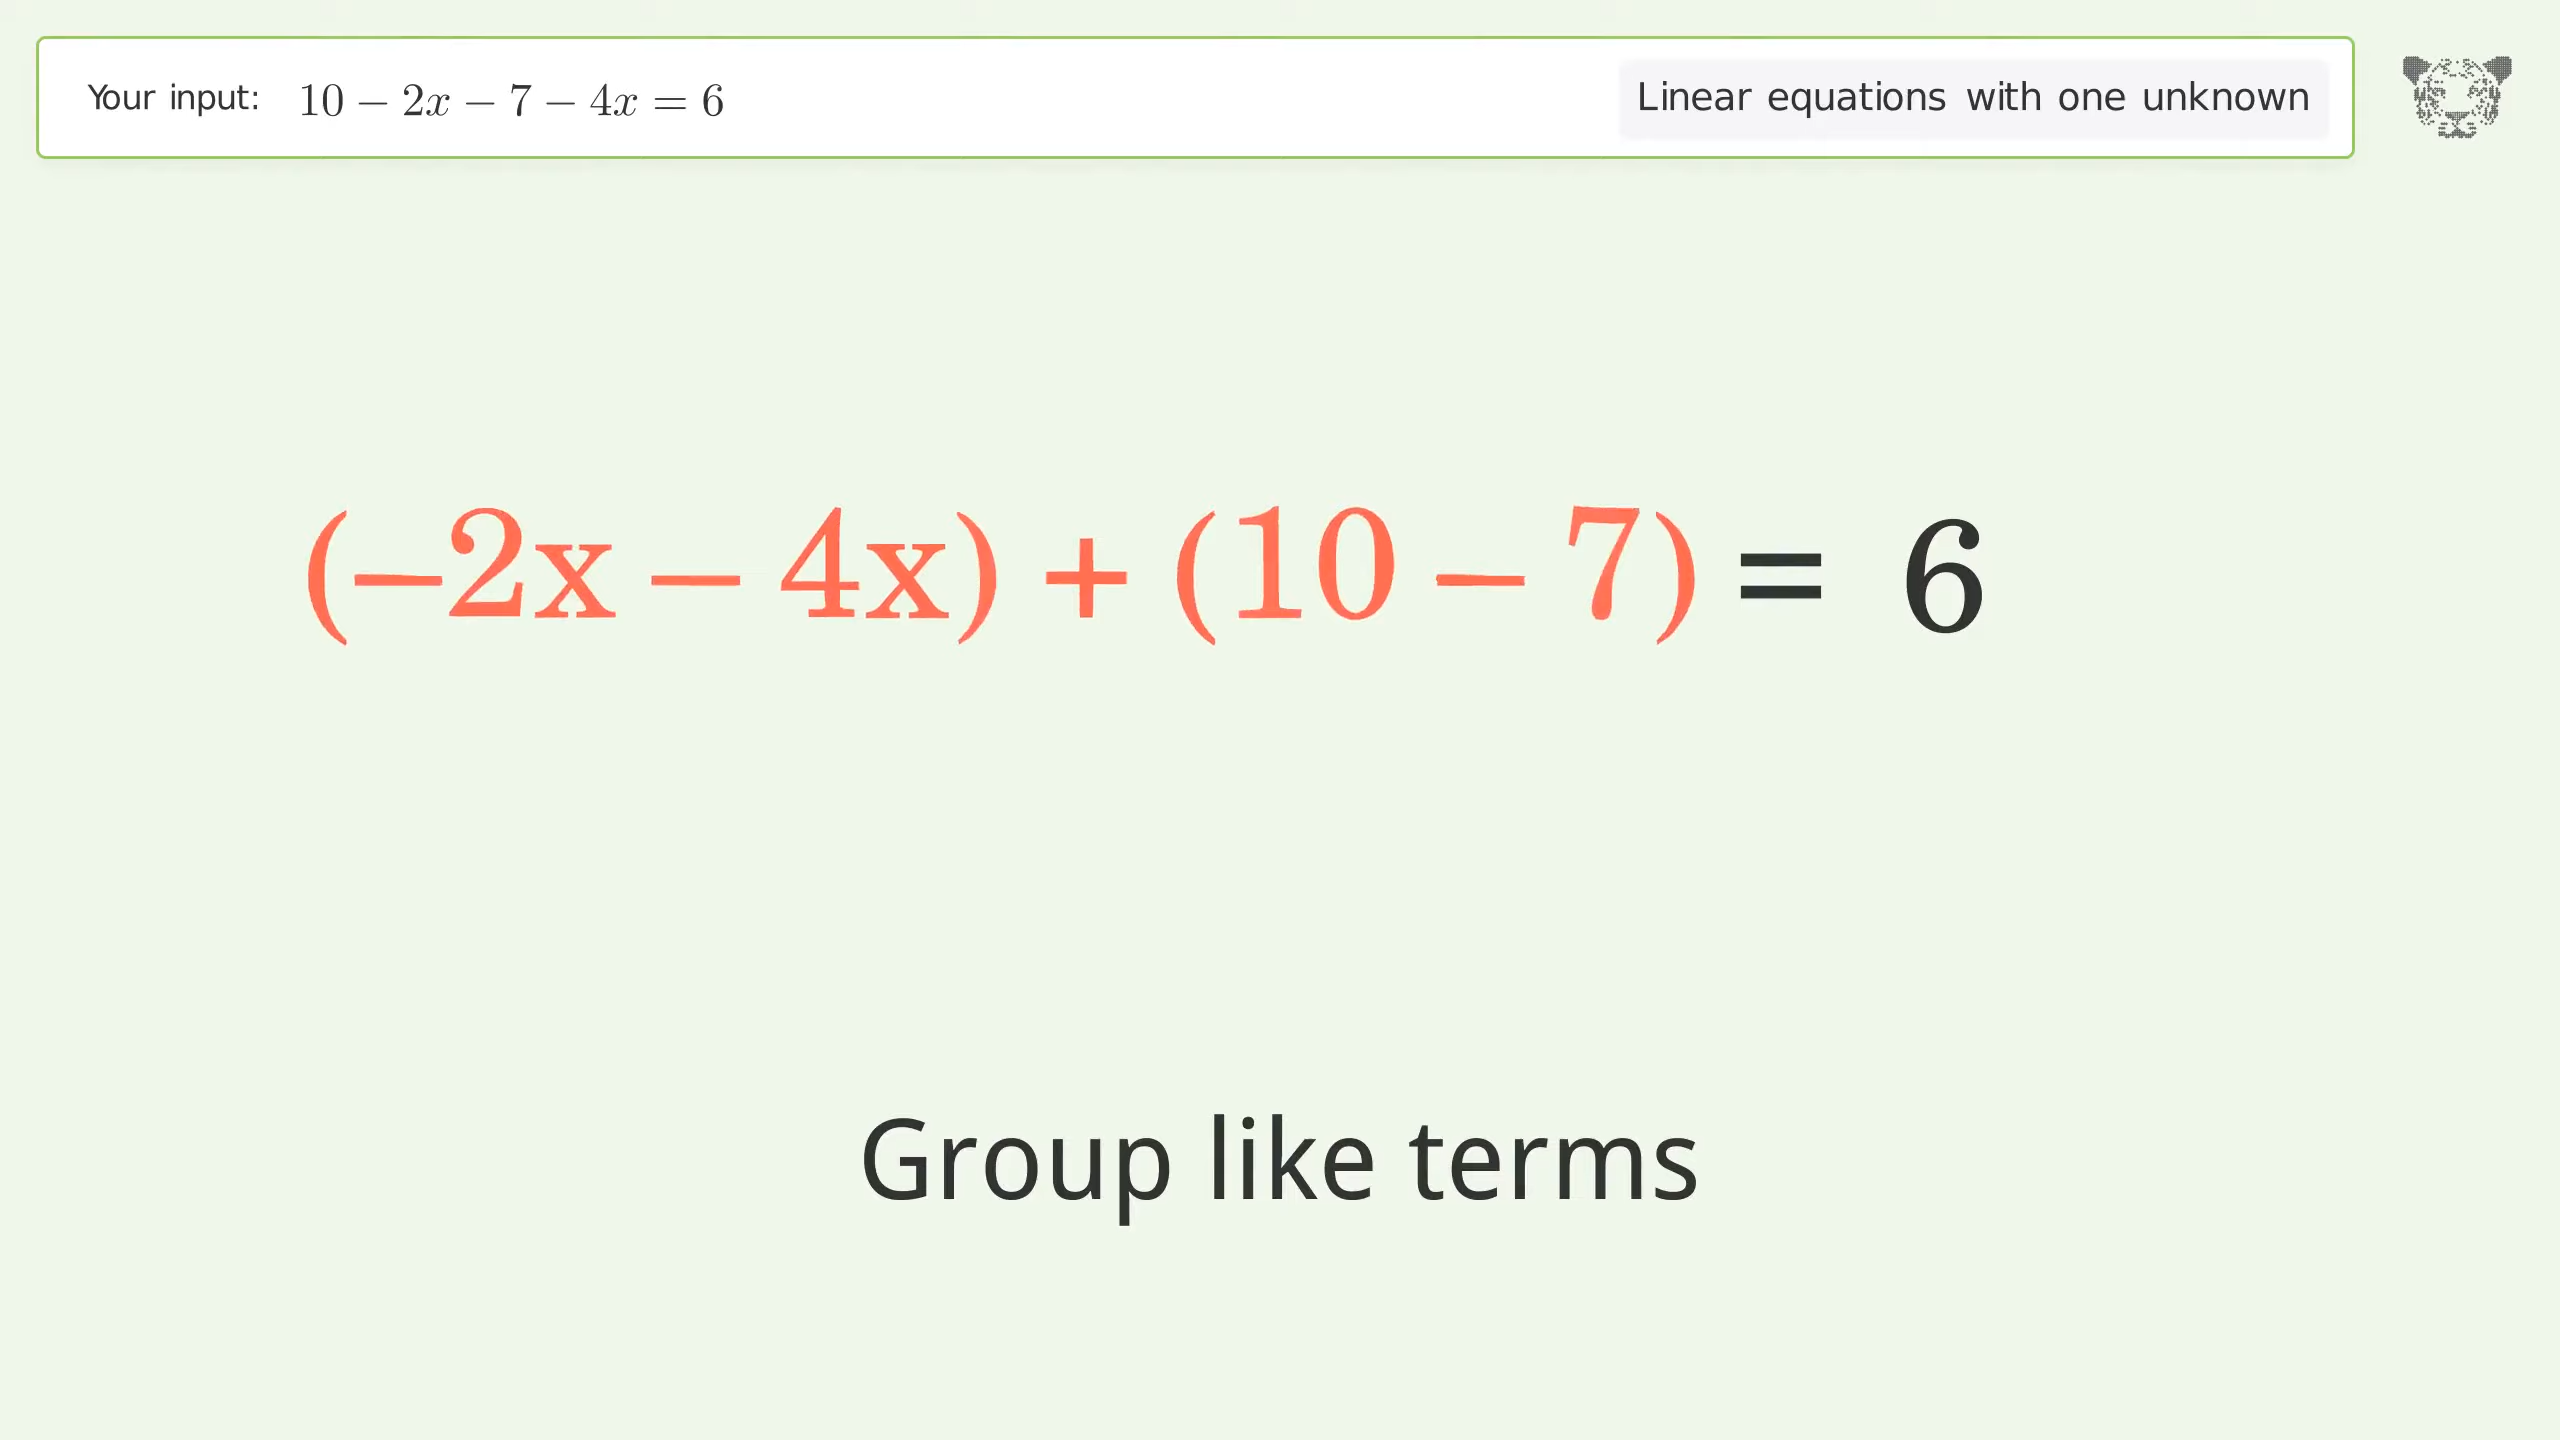 Your input: 10 − 2x − 7 − 4x = 6
Linear equations with one unknown
(−2x − 4x) + (10 − 7) = 6
Group like terms